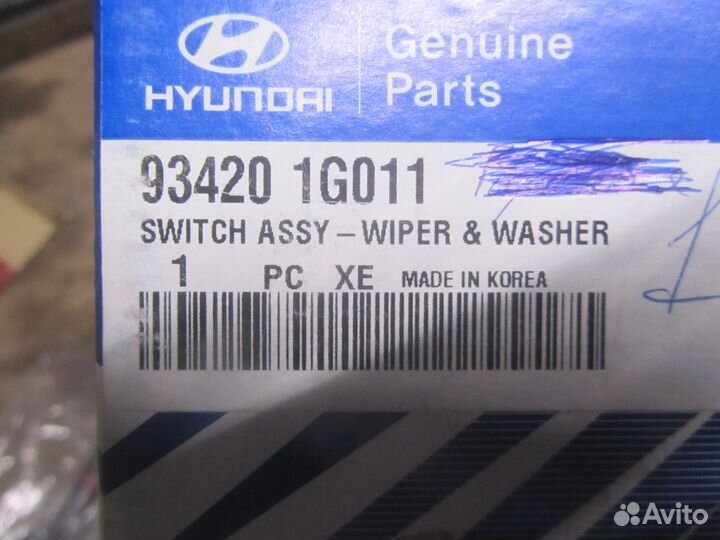 HYUNDAI
Genuine
Parts
93420 1G011
SWITCH ASSY – WIPER & WASHER
1 PC XE MADE IN KOREA
Avito